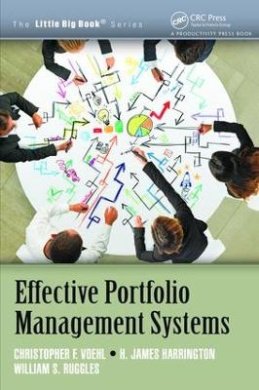 The Little Big Book® Series
CRC Press
Taylor & Francis Group
A PRODUCTIVITY PRESS BOOK
Effective Portfolio
Management Systems
CHRISTOPHER F. VOEHL • H. JAMES HARRINGTON
WILLIAM S. RUGGLES